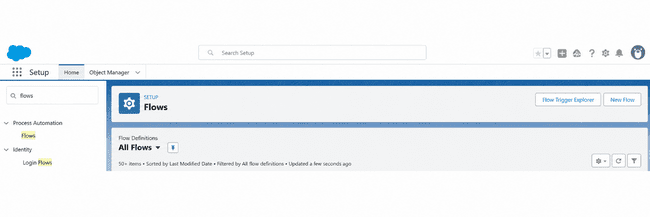 Search Setup
Setup
Home
Object Manager
flows
Process Automation
Flows
Identity
Login Flows
SETUP
Flows
Flow Trigger Explorer
New Flow
Flow Definitions
All Flows
50+ items • Sorted by Last Modified Date • Filtered by All flow definitions • Updated a few seconds ago